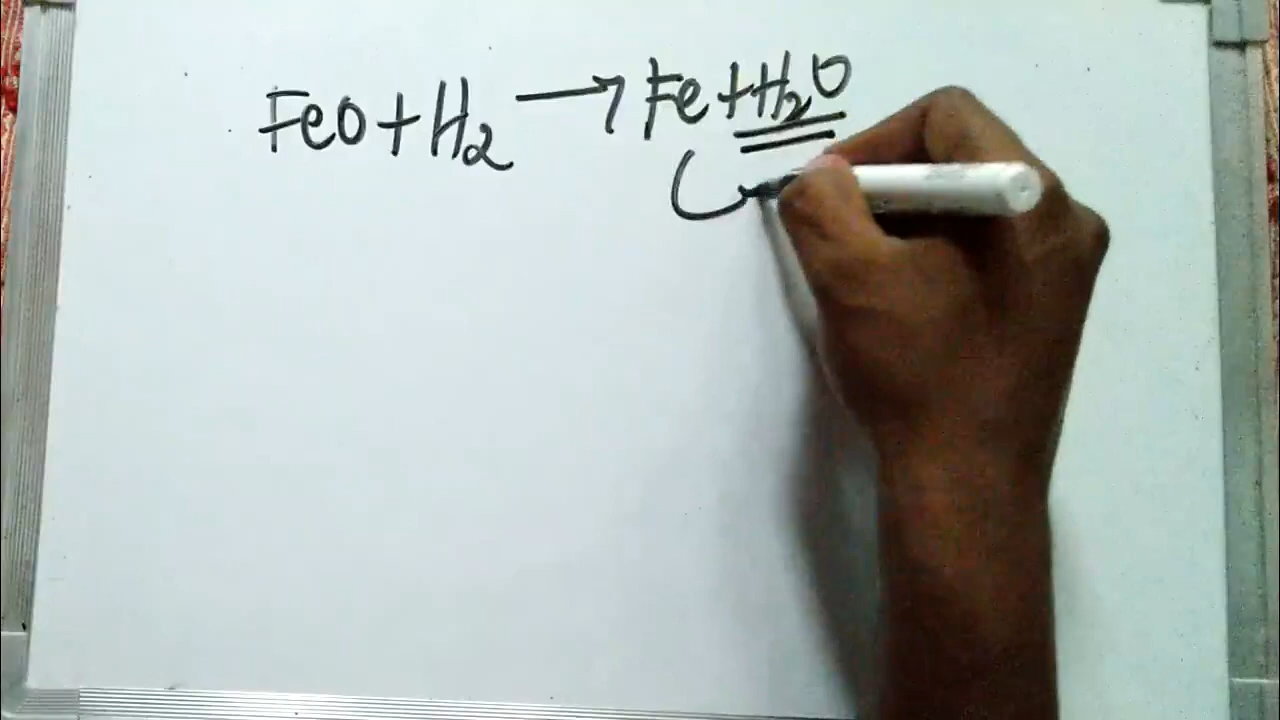 FeO + H₂ → Fe + H₂O